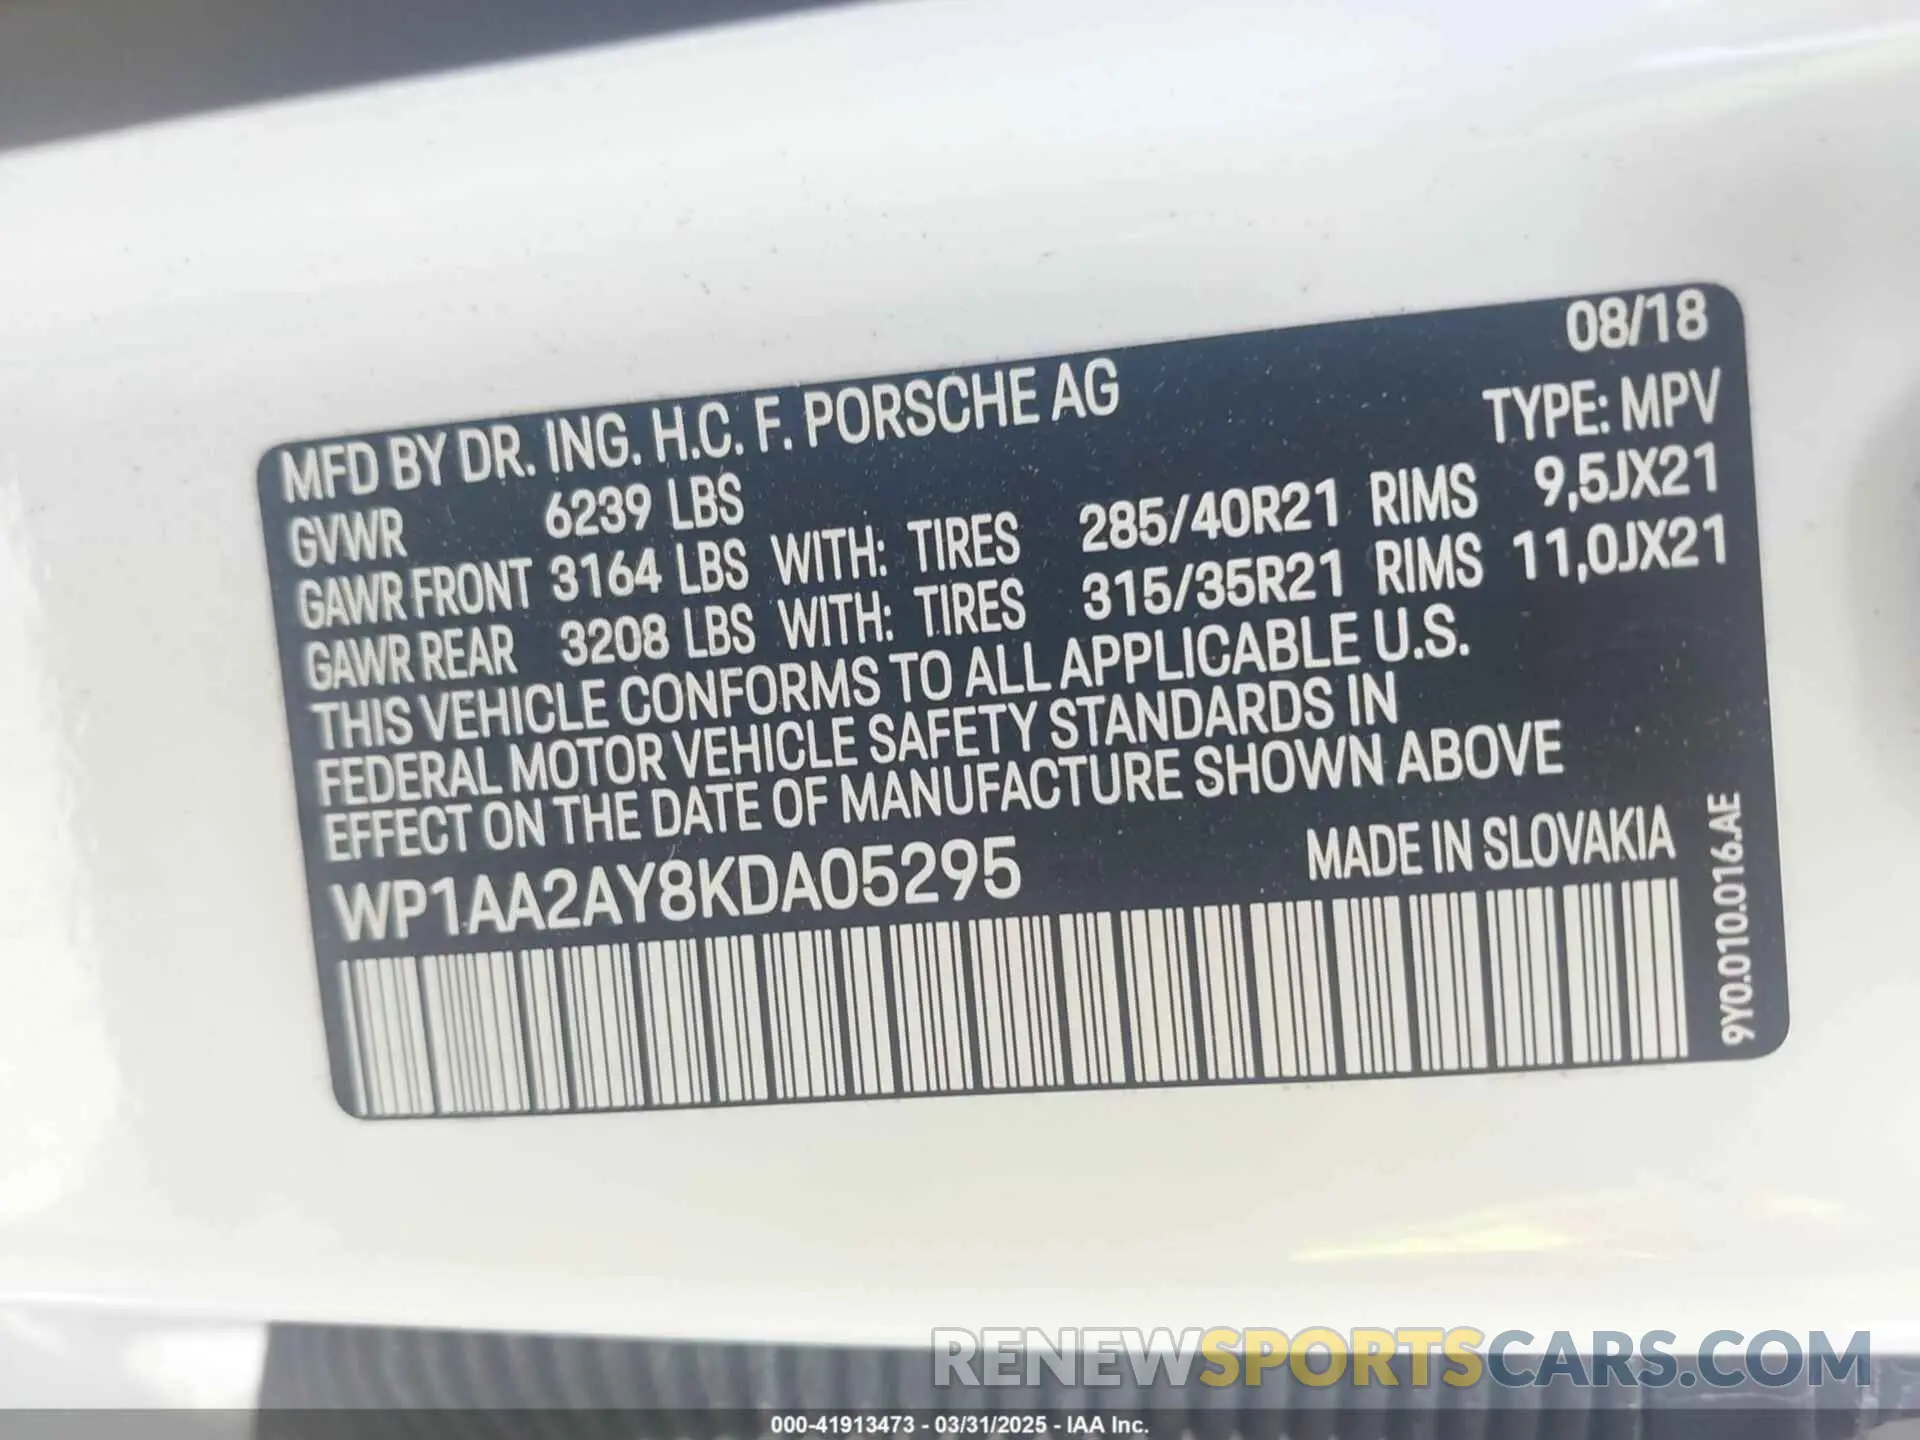 08/18
MFD BY DR. ING. H.C. F. PORSCHE AG
TYPE: MPV
GVWR 6239 LBS
GAWR FRONT 3164 LBS WITH: TIRES 285/40R21 RIMS 9,5JX21
GAWR REAR 3208 LBS WITH: TIRES 315/35R21 RIMS 11,0JX21
THIS VEHICLE CONFORMS TO ALL APPLICABLE U.S.
FEDERAL MOTOR VEHICLE SAFETY STANDARDS IN
EFFECT ON THE DATE OF MANUFACTURE SHOWN ABOVE
WP1AA2AY8KDA05295
MADE IN SLOVAKIA
9Y0.010.016.AE
RENEWSPORTSCARS.COM
000-41913473 - 03/31/2025 - IAA Inc.